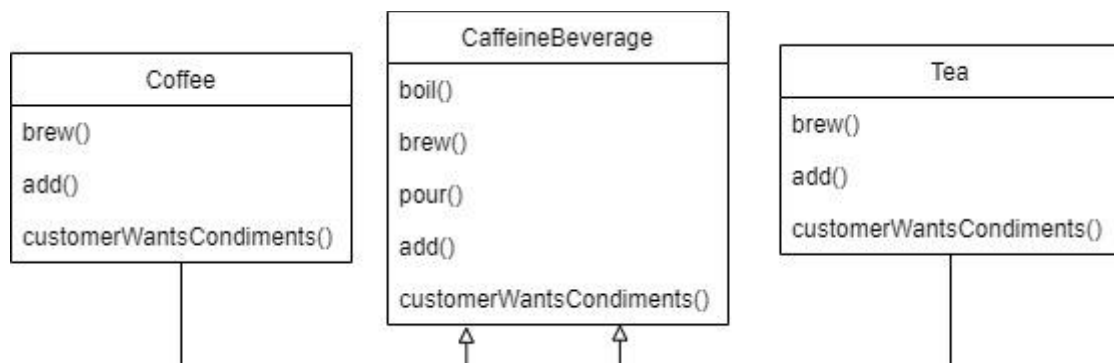 Coffee
brew()
add()
customerWantsCondiments()
CaffeineBeverage
boil()
brew()
pour()
add()
customerWantsCondiments()
Tea
brew()
add()
customerWantsCondiments()